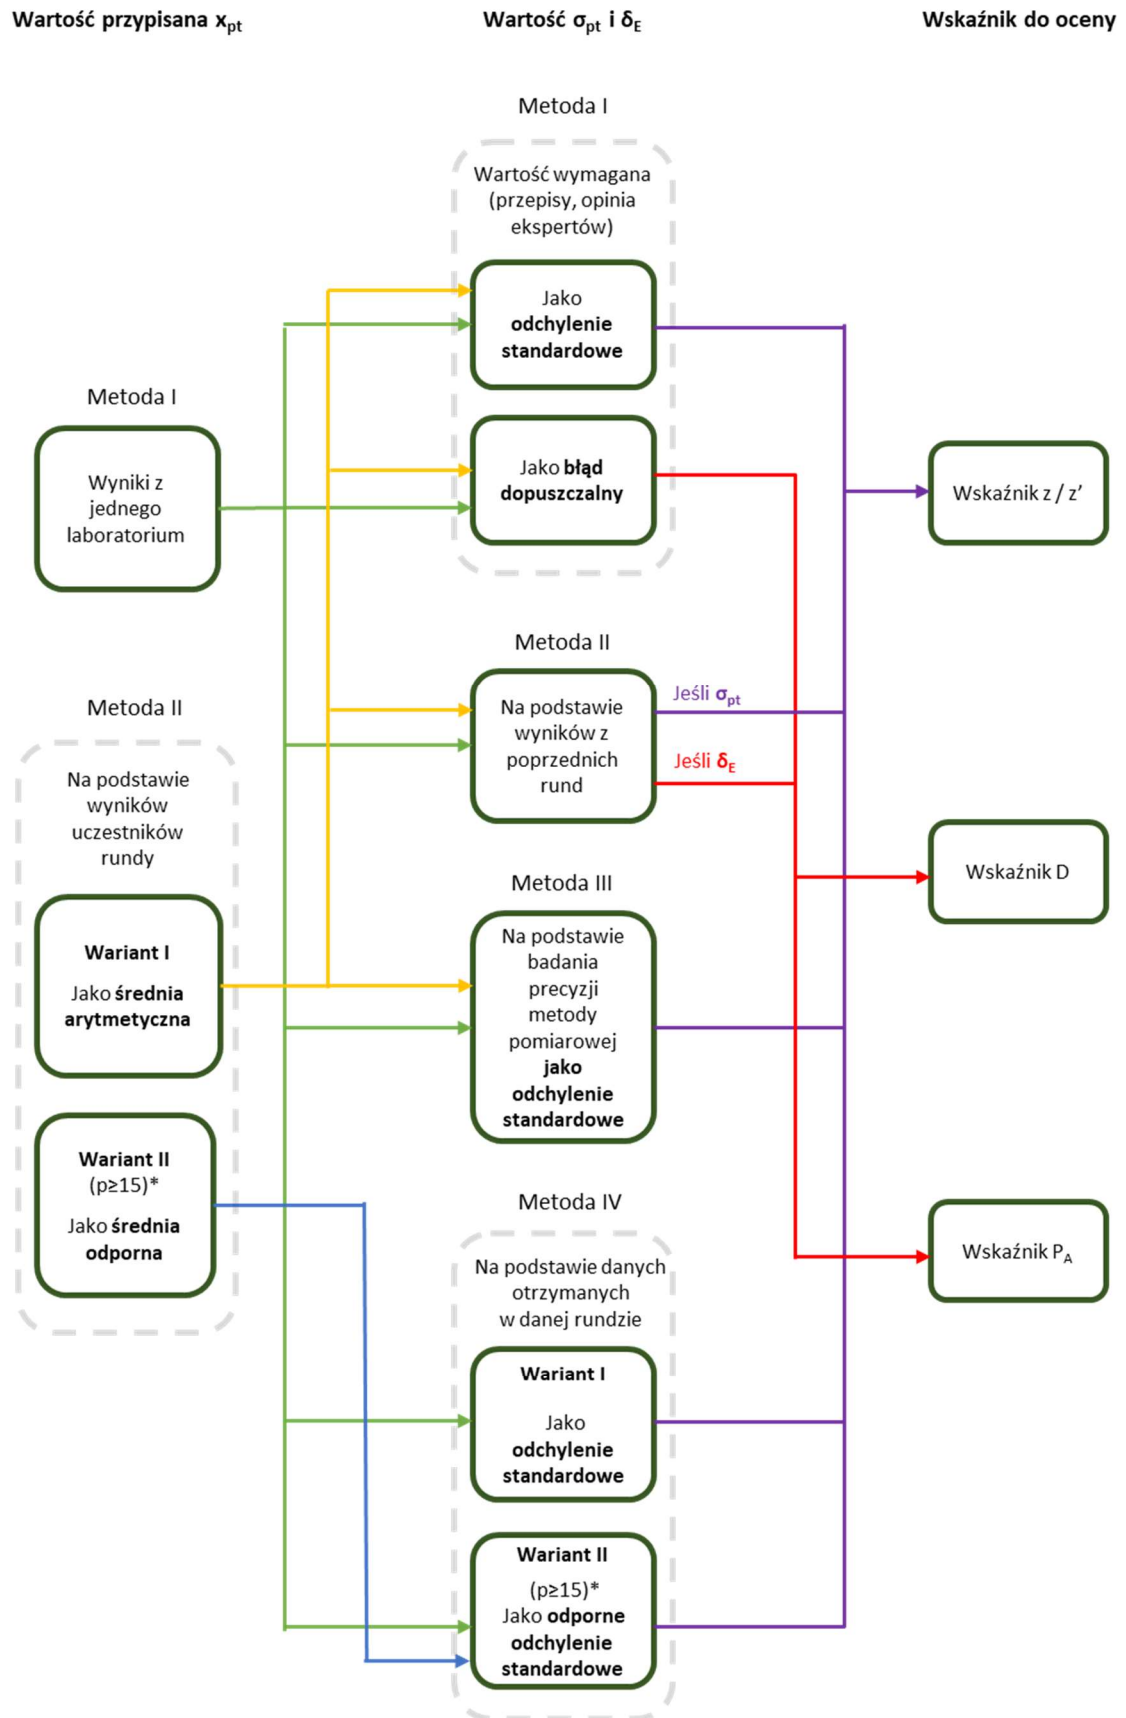 Wartość przypisana xpt
Wartość σpt i δE
Wskaźnik do oceny
Metoda I
Wyniki z
jednego
laboratorium
Metoda II
Na podstawie
wyników
uczestników
rundy
Wariant I
Jako średnia
arytmetyczna
Wariant II
(p≥15)*
Jako średnia
odporna
Metoda I
Wartość wymagana
(przepisy, opinia
ekspertów)
Jako
odchylenie
standardowe
Jako błąd
dopuszczalny
Metoda II
Na podstawie
wyników z
poprzednich
rund
Jeśli σpt
Jeśli δE
Metoda III
Na podstawie
badania
precyzji
metody
pomiarowej
jako
odchylenie
standardowe
Metoda IV
Na podstawie danych
otrzymanych
w danej rundzie
Wariant I
Jako
odchylenie
standardowe
Wariant II
(p≥15)*
Jako odporne
odchylenie
standardowe
Wskaźnik z / z’
Wskaźnik D
Wskaźnik PA